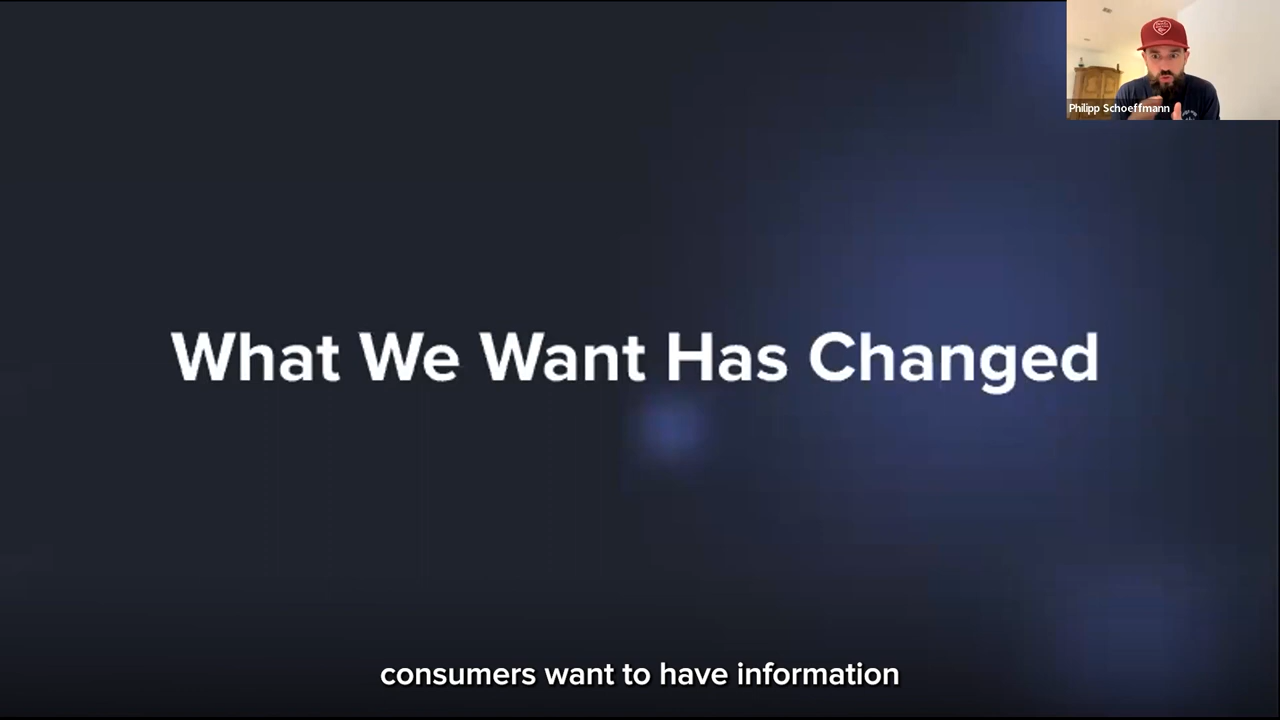 Philipp Schoeffmann
What We Want Has Changed
consumers want to have information